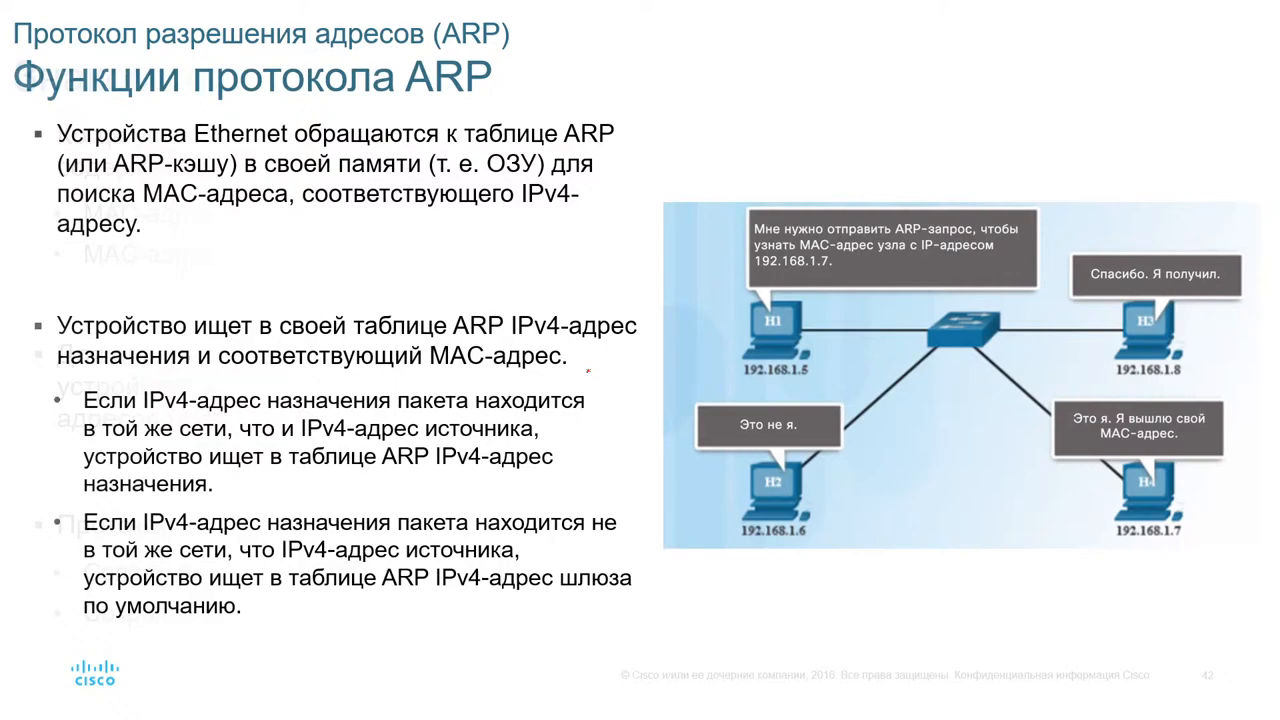 Протокол разрешения адресов (ARP)
Функции протокола ARP
Устройства Ethernet обращаются к таблице ARP
(или ARP-кэшу) в своей памяти (т. е. ОЗУ) для
поиска MAC-адреса, соответствующего IPv4-
адресу.
Устройство ищет в своей таблице ARP IPv4-адрес
назначения и соответствующий MAC-адрес.
Если IPv4-адрес назначения пакета находится
в той же сети, что и IPv4-адрес источника,
устройство ищет в таблице ARP IPv4-адрес
назначения.
Если IPv4-адрес назначения пакета находится не
в той же сети, что IPv4-адрес источника,
устройство ищет в таблице ARP IPv4-адрес шлюза
по умолчанию.
Мне нужно отправить ARP-запрос, чтобы
узнать MAC-адрес узла с IP-адресом
192.168.1.7.
Спасибо. Я получил.
H1
H3
192.168.1.5
192.168.1.8
Это не я.
Это я. Я вышлю свой
MAC-адрес.
H2
H4
192.168.1.6
192.168.1.7
CISCO
© Cisco и/или ее дочерние компании, 2016. Все права защищены. Конфиденциальная информация Cisco
42